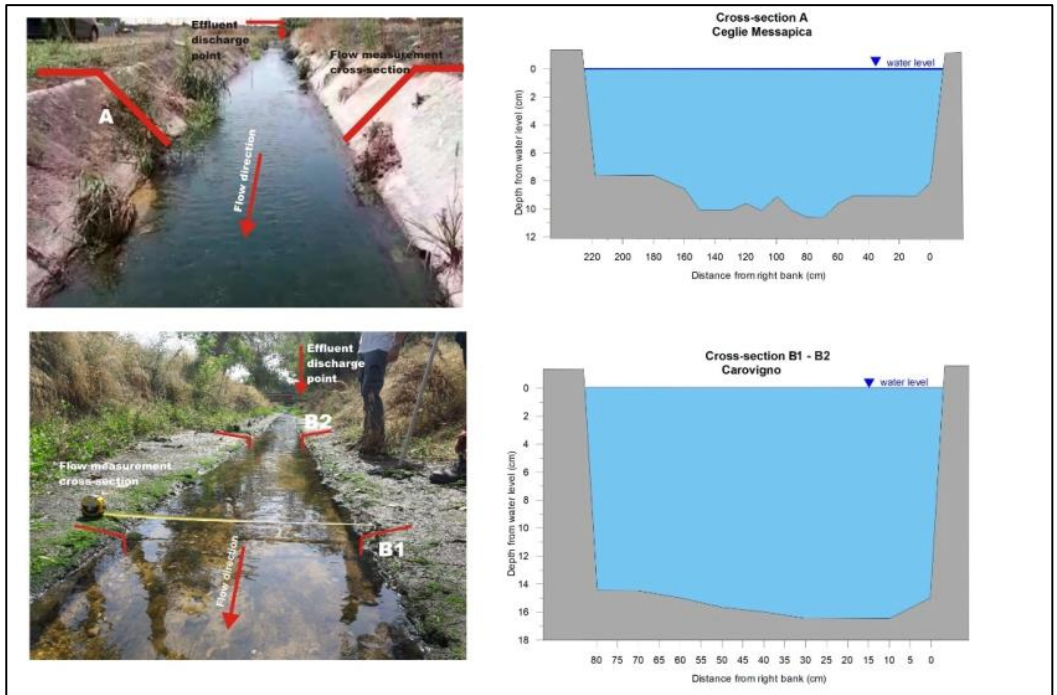 Effluent
discharge
point
Flow measurement
cross-section
A
Flow direction
Cross-section A
Ceglie Messapica
water level
0
2
4
6
8
10
12
Depth from water level (cm)
220 200 180 160 140 120 100 80 60 40 20 0
Distance from right bank (cm)
Effluent
discharge
point
B2
Flow measurement
cross-section
B1
Flow direction
Cross-section B1 - B2
Carovigno
water level
0
2
4
6
8
10
12
14
16
18
Depth from water level (cm)
80 75 70 65 60 55 50 45 40 35 30 25 20 15 10 5 0
Distance from right bank (cm)